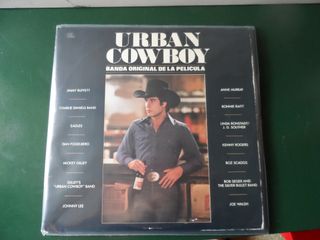 URBAN
COWBOY
BANDA ORIGINAL DE LA PELICULA
JIMMY BUFFETT
CHARLIE DANIELS BAND
EAGLES
DAN FOGELBERG
MICKEY GILLEY
GILLEY'S
"URBAN COWBOY" BAND
JOHNNY LEE
ANNE MURRAY
BONNIE RAITT
LINDA RONSTADT/
J. D. SOUTHER
KENNY ROGERS
BOZ SCAGGS
BOB SEGER AND
THE SILVER BULLET BAND
JOE WALSH